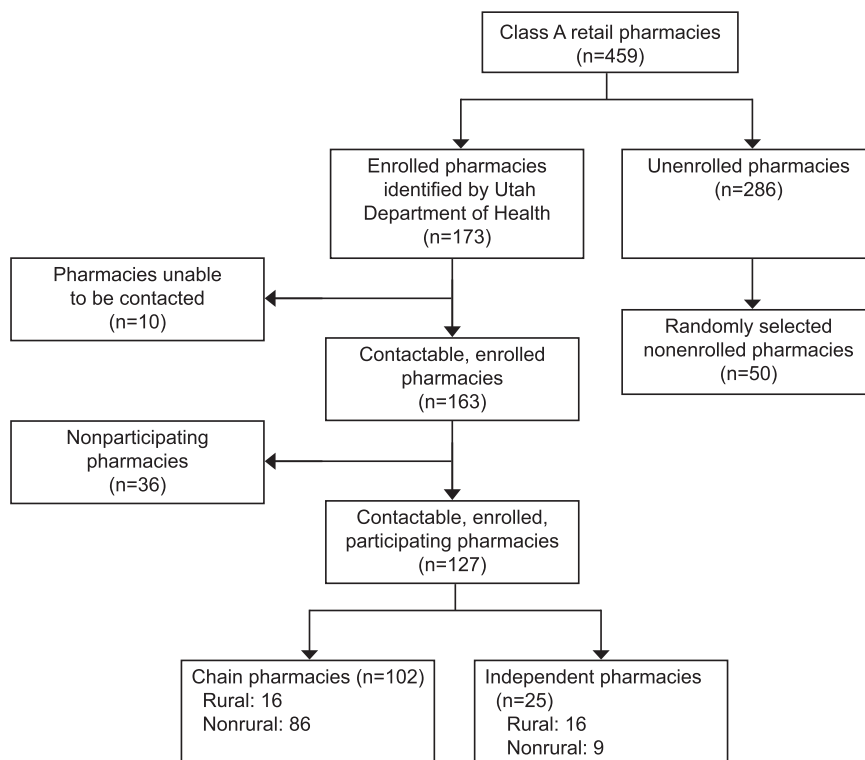 Class A retail pharmacies
(n=459)
Enrolled pharmacies
identified by Utah
Department of Health
(n=173)
Unenrolled pharmacies
(n=286)
Pharmacies unable
to be contacted
(n=10)
Randomly selected
nonenrolled pharmacies
(n=50)
Contactable, enrolled
pharmacies
(n=163)
Nonparticipating
pharmacies
(n=36)
Contactable, enrolled,
participating pharmacies
(n=127)
Chain pharmacies (n=102)
Rural: 16
Nonrural: 86
Independent pharmacies
(n=25)
Rural: 16
Nonrural: 9